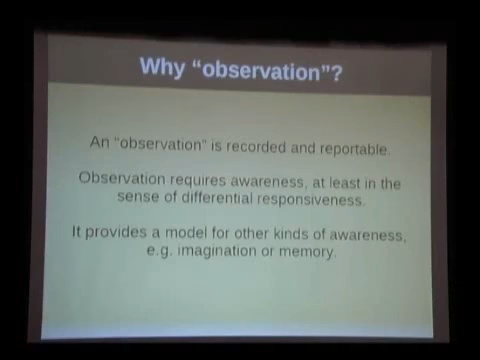 Why “observation”?
An “observation” is recorded and reportable.
Observation requires awareness, at least in the
sense of differential responsiveness.
It provides a model for other kinds of awareness,
e.g. imagination or memory.